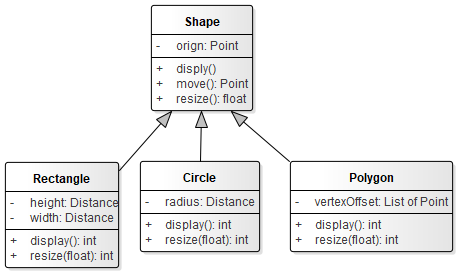 Shape
- orign: Point
+ disply()
+ move(): Point
+ resize(): float
Rectangle
- height: Distance
- width: Distance
+ display(): int
+ resize(float): int
Circle
- radius: Distance
+ display(): int
+ resize(float): int
Polygon
- vertexOffset: List of Point
+ display(): int
+ resize(float): int